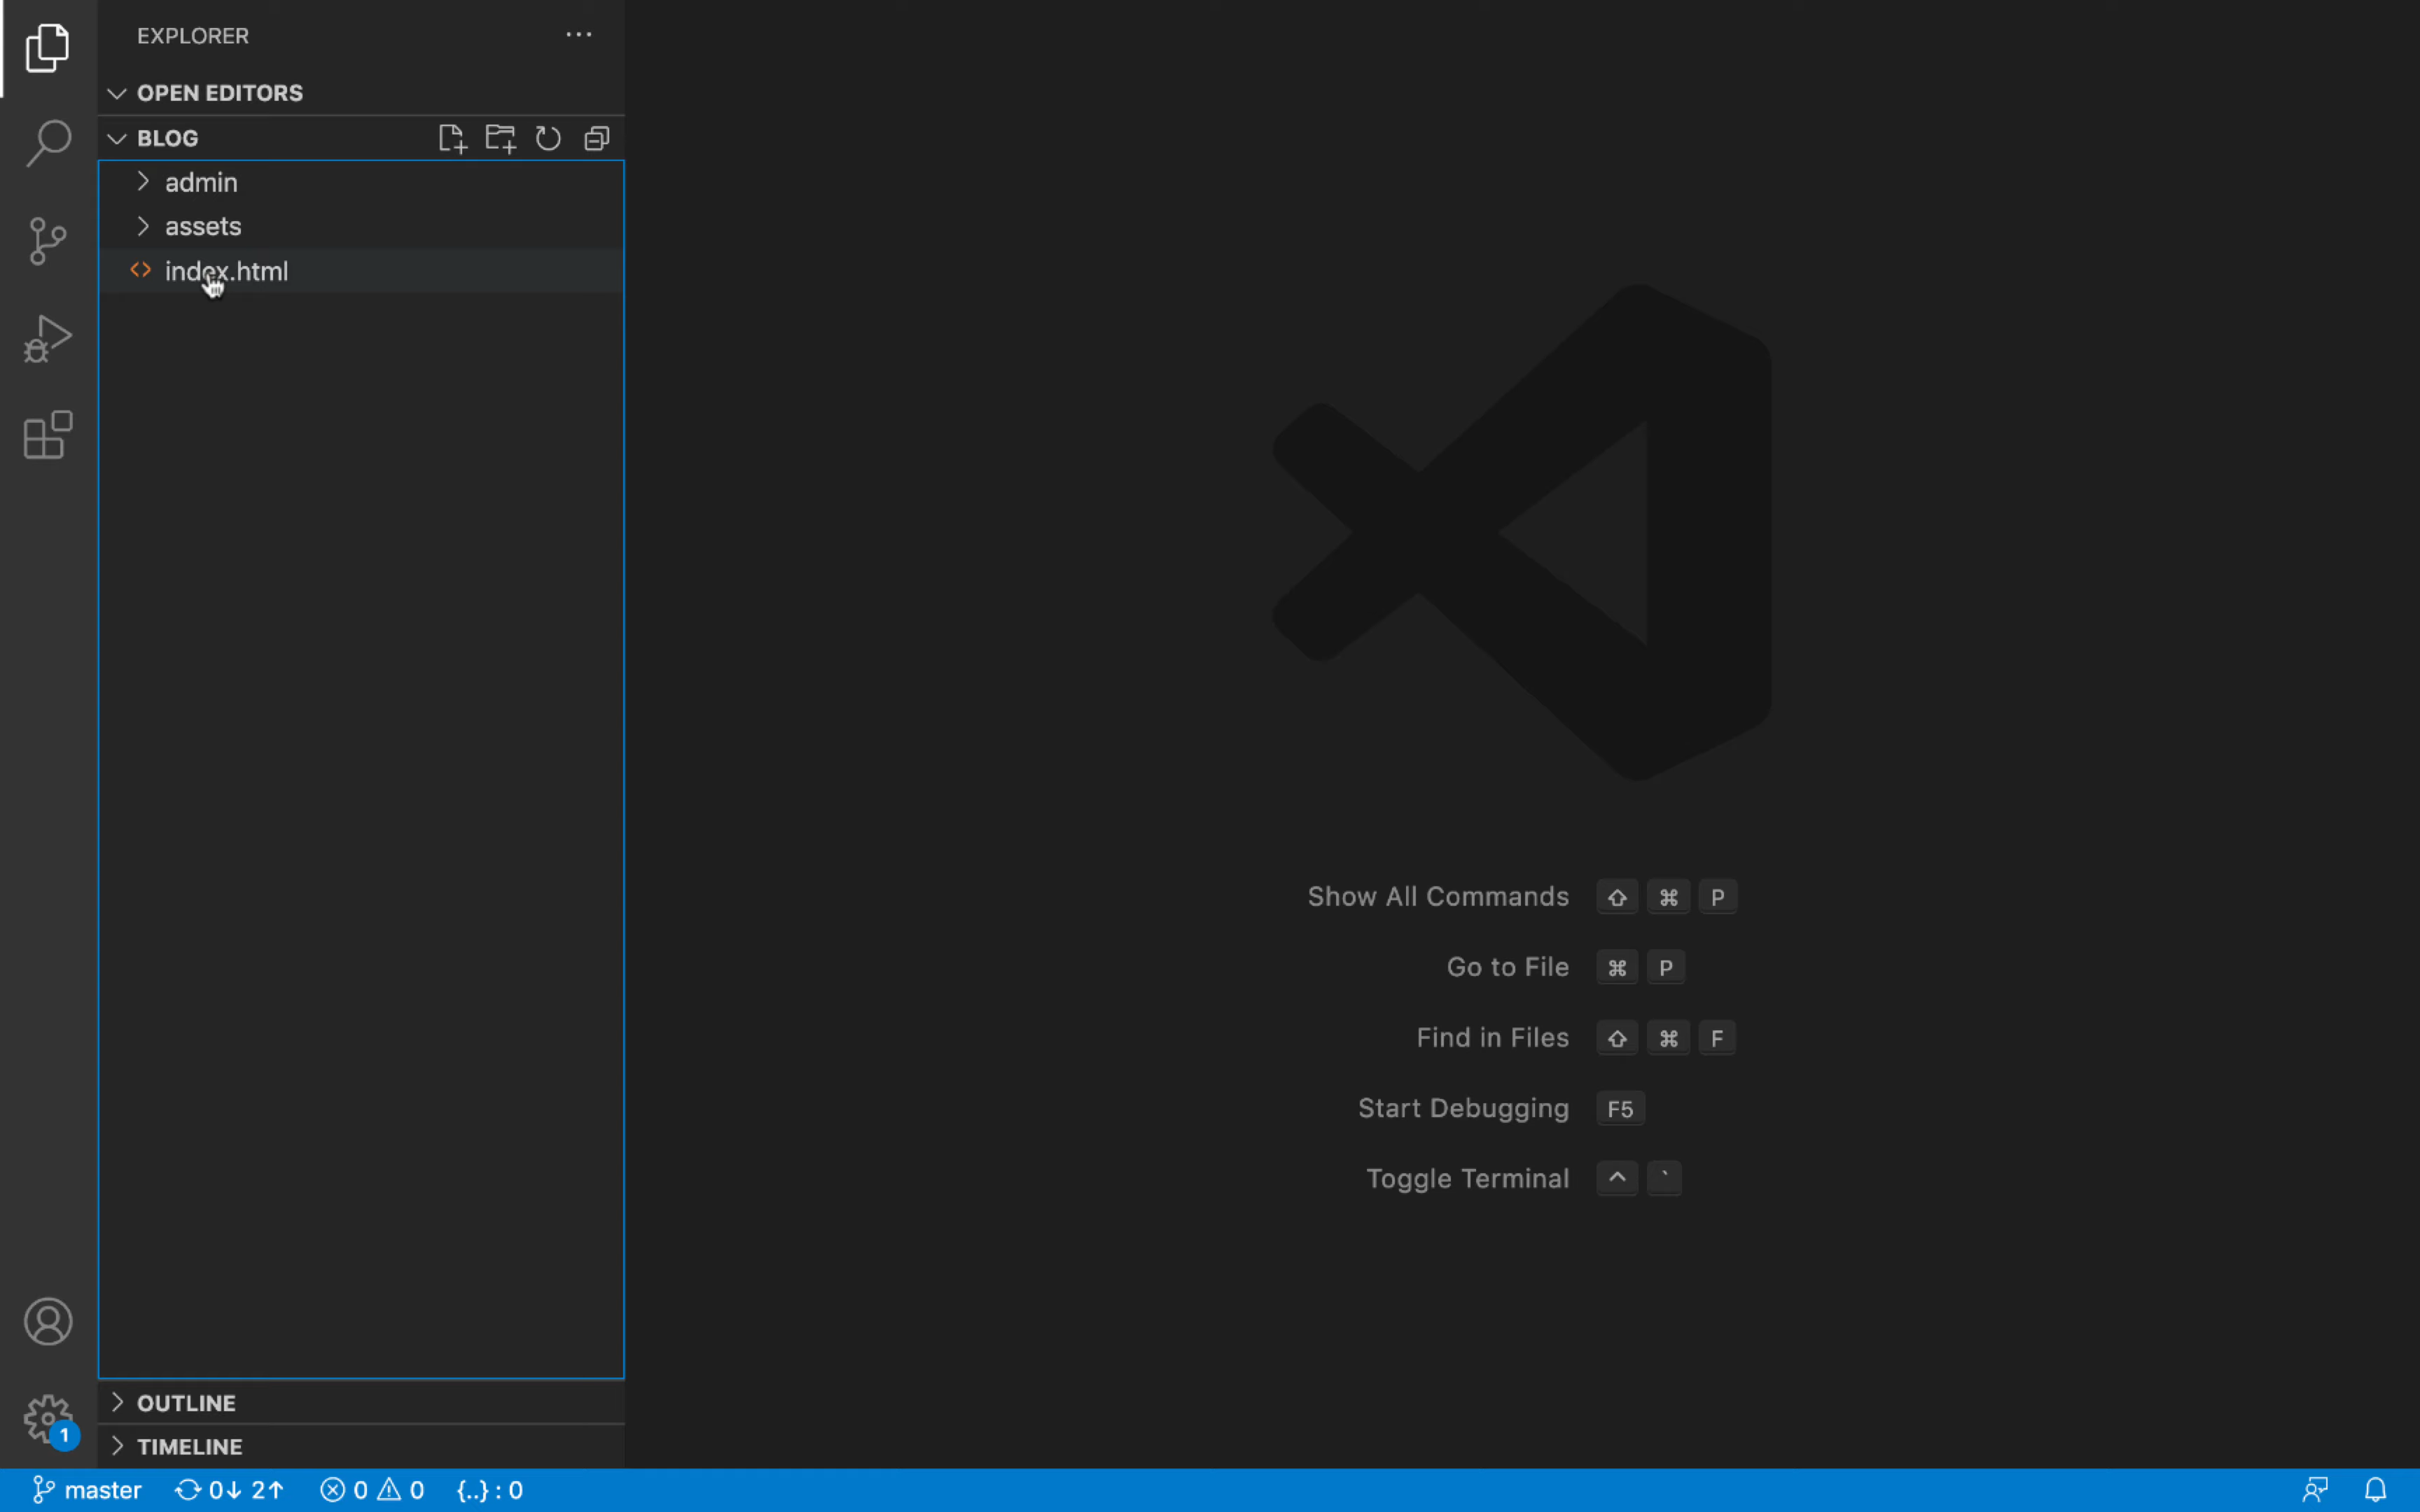 EXPLORER
OPEN EDITORS
BLOG
admin
assets
index.html
Show All Commands ⇧ ⌘ P
Go to File ⌘ P
Find in Files ⇧ ⌘ F
Start Debugging F5
Toggle Terminal ^ `
OUTLINE
1
TIMELINE
master 0↓ 2↑ 0 0 {..} : 0